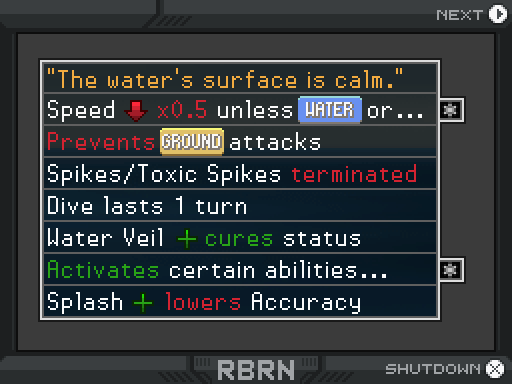 NEXT
"The water's surface is calm."
Speed x0.5 unless WATER or...
Prevents GROUND attacks
Spikes/Toxic Spikes terminated
Dive lasts 1 turn
Water Veil + cures status
Activates certain abilities...
Splash + lowers Accuracy
RBRN
SHUTDOWN